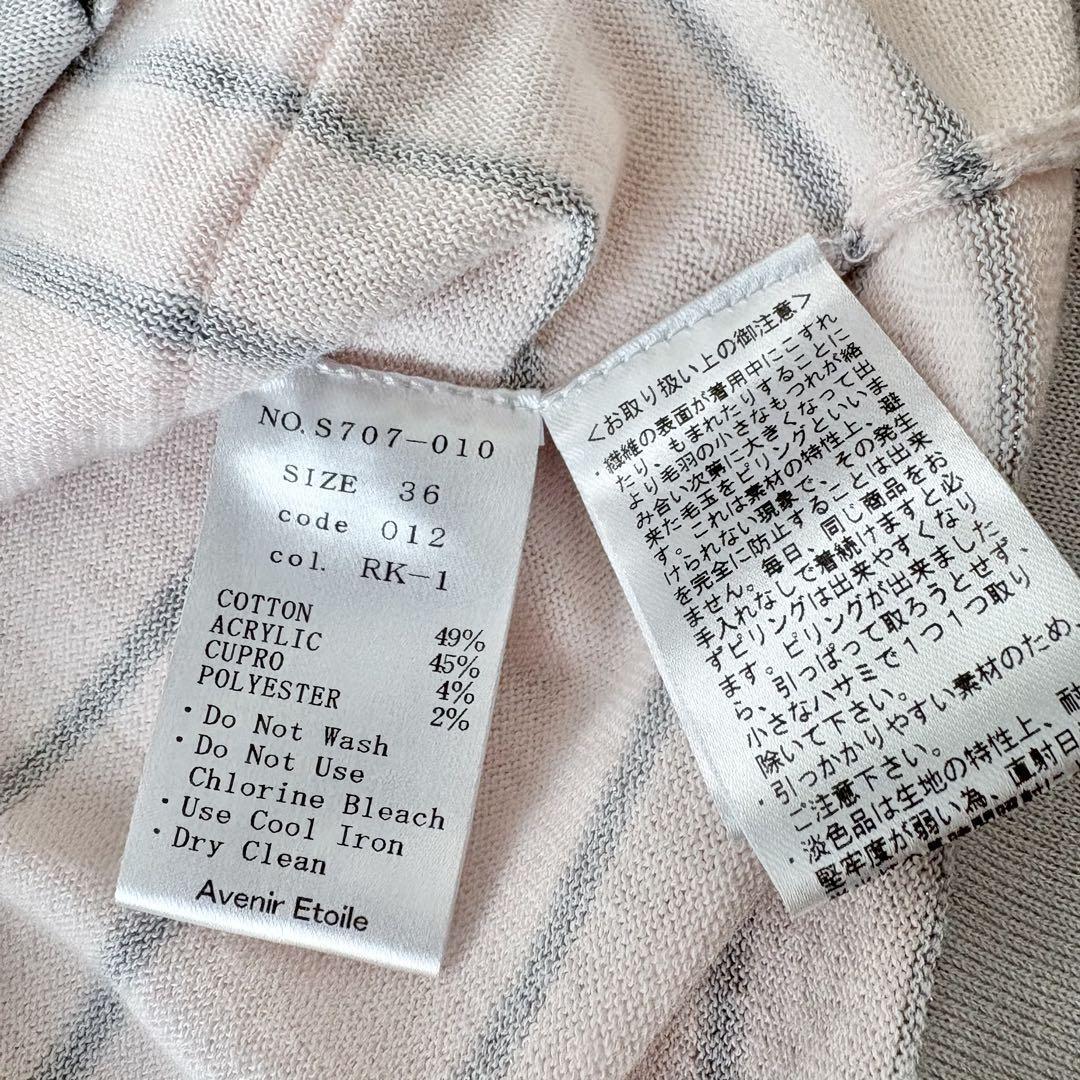 NO.S707-010
SIZE 36
code 012
col. RK-1
COTTON 49%
ACRYLIC 45%
CUPRO 4%
POLYESTER 2%
・Do Not Wash
・Do Not Use
Chlorine Bleach
・Use Cool Iron
・Dry Clean
Avenir Etoile
<お取り扱い上の御注意>
・繊維の表面が着用中にこすれ
たり、もまれたりすることに
より毛羽の小さなもつれが絡
み合い次第に大きくなって出
来た毛玉をピリングといいま
す。これは素材の特性上、避
けられない現象で、その発生
を完全に防止することは出来
ません。毎日、同じ商品をお
手入れなしで着続けますと必
ずピリングは出来やすくなり
ます。ピリングが出来ました
ら、引っぱって取ろうとせず、
小さなハサミで1つ1つ取り
除いて下さい。
・引っかかりやすい素材のため、
ご注意下さい。
・淡色品は生地の特性上、耐
堅牢度が弱い為、直射日